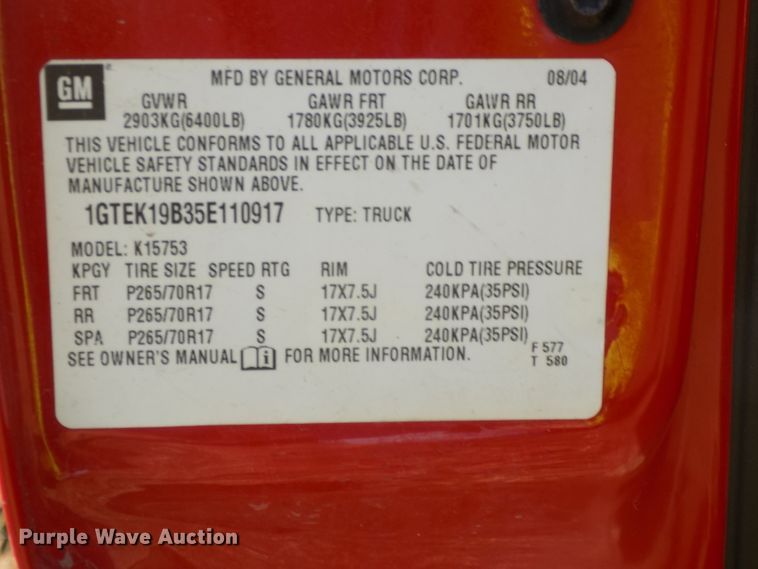 GM
MFD BY GENERAL MOTORS CORP. 08/04
GVWR GAWR FRT GAWR RR
2903KG(6400LB) 1780KG(3925LB) 1701KG(3750LB)
THIS VEHICLE CONFORMS TO ALL APPLICABLE U.S. FEDERAL MOTOR
VEHICLE SAFETY STANDARDS IN EFFECT ON THE DATE OF
MANUFACTURE SHOWN ABOVE.
1GTEK19B35E110917 TYPE: TRUCK
MODEL: K15753
KPGY TIRE SIZE SPEED RTG RIM COLD TIRE PRESSURE
FRT P265/70R17 S 17X7.5J 240KPA(35PSI)
RR P265/70R17 S 17X7.5J 240KPA(35PSI)
SPA P265/70R17 S 17X7.5J 240KPA(35PSI)
SEE OWNER'S MANUAL i FOR MORE INFORMATION. F 577
T 580
Purple Wave Auction